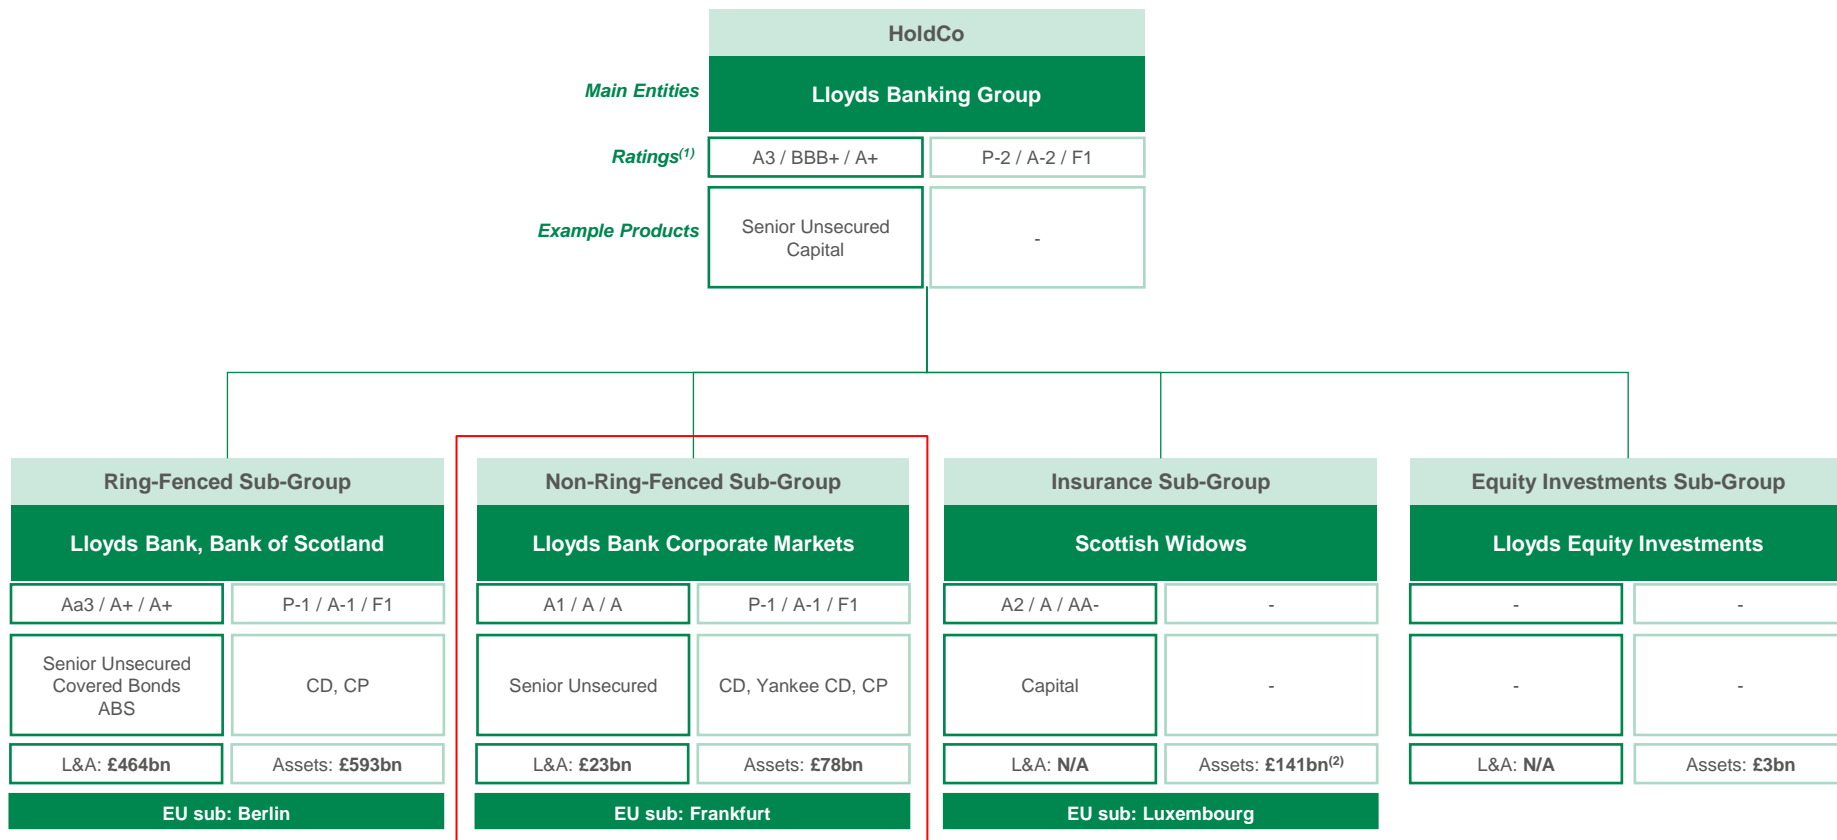 HoldCo
Main Entities
Lloyds Banking Group
Ratings(1)
A3 / BBB+ / A+
P-2 / A-2 / F1
Example Products
Senior Unsecured
Capital
-
Ring-Fenced Sub-Group
Lloyds Bank, Bank of Scotland
Aa3 / A+ / A+
P-1 / A-1 / F1
Senior Unsecured
Covered Bonds
ABS
CD, CP
L&A: £464bn
Assets: £593bn
EU sub: Berlin
Non-Ring-Fenced Sub-Group
Lloyds Bank Corporate Markets
A1 / A / A
P-1 / A-1 / F1
Senior Unsecured
CD, Yankee CD, CP
L&A: £23bn
Assets: £78bn
EU sub: Frankfurt
Insurance Sub-Group
Scottish Widows
A2 / A / AA-
-
Capital
-
L&A: N/A
Assets: £141bn(2)
EU sub: Luxembourg
Equity Investments Sub-Group
Lloyds Equity Investments
-
-
-
-
L&A: N/A
Assets: £3bn